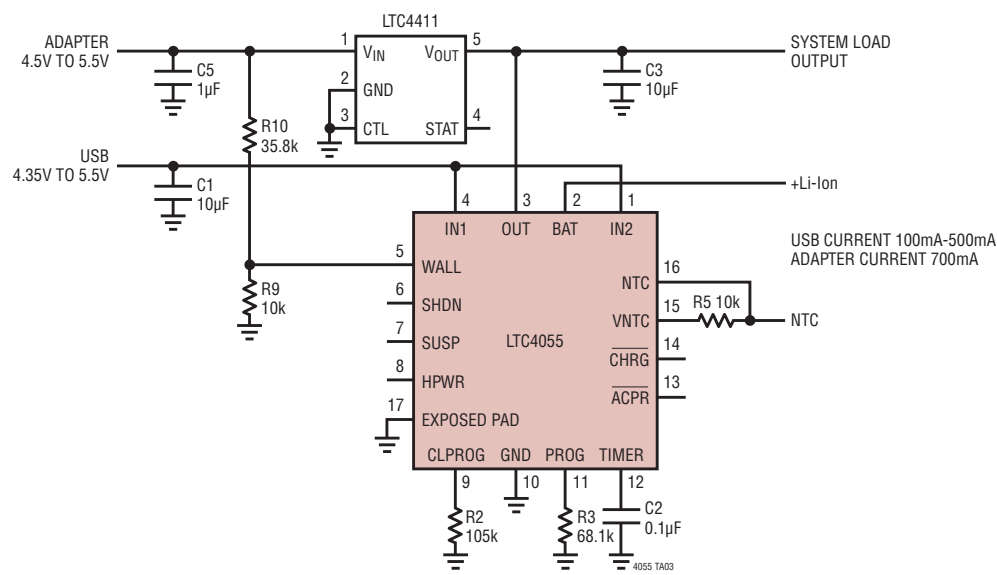 LTC4411
ADAPTER
4.5V TO 5.5V
1
VIN
VOUT
5
SYSTEM LOAD
OUTPUT
C5
1µF
2
GND
C3
10µF
3
CTL
STAT
4
R10
35.8k
USB
4.35V TO 5.5V
C1
10µF
+Li-Ion
4
3
2
1
IN1
OUT
BAT
IN2
USB CURRENT 100mA-500mA
ADAPTER CURRENT 700mA
5
WALL
NTC
16
R9
10k
6
SHDN
VNTC
15
R5 10k
NTC
7
SUSP
LTC4055
CHRG
14
8
HPWR
ACPR
13
17
EXPOSED PAD
CLPROG
GND
PROG
TIMER
9
10
11
12
R2
105k
R3
68.1k
C2
0.1µF
4055 TA03